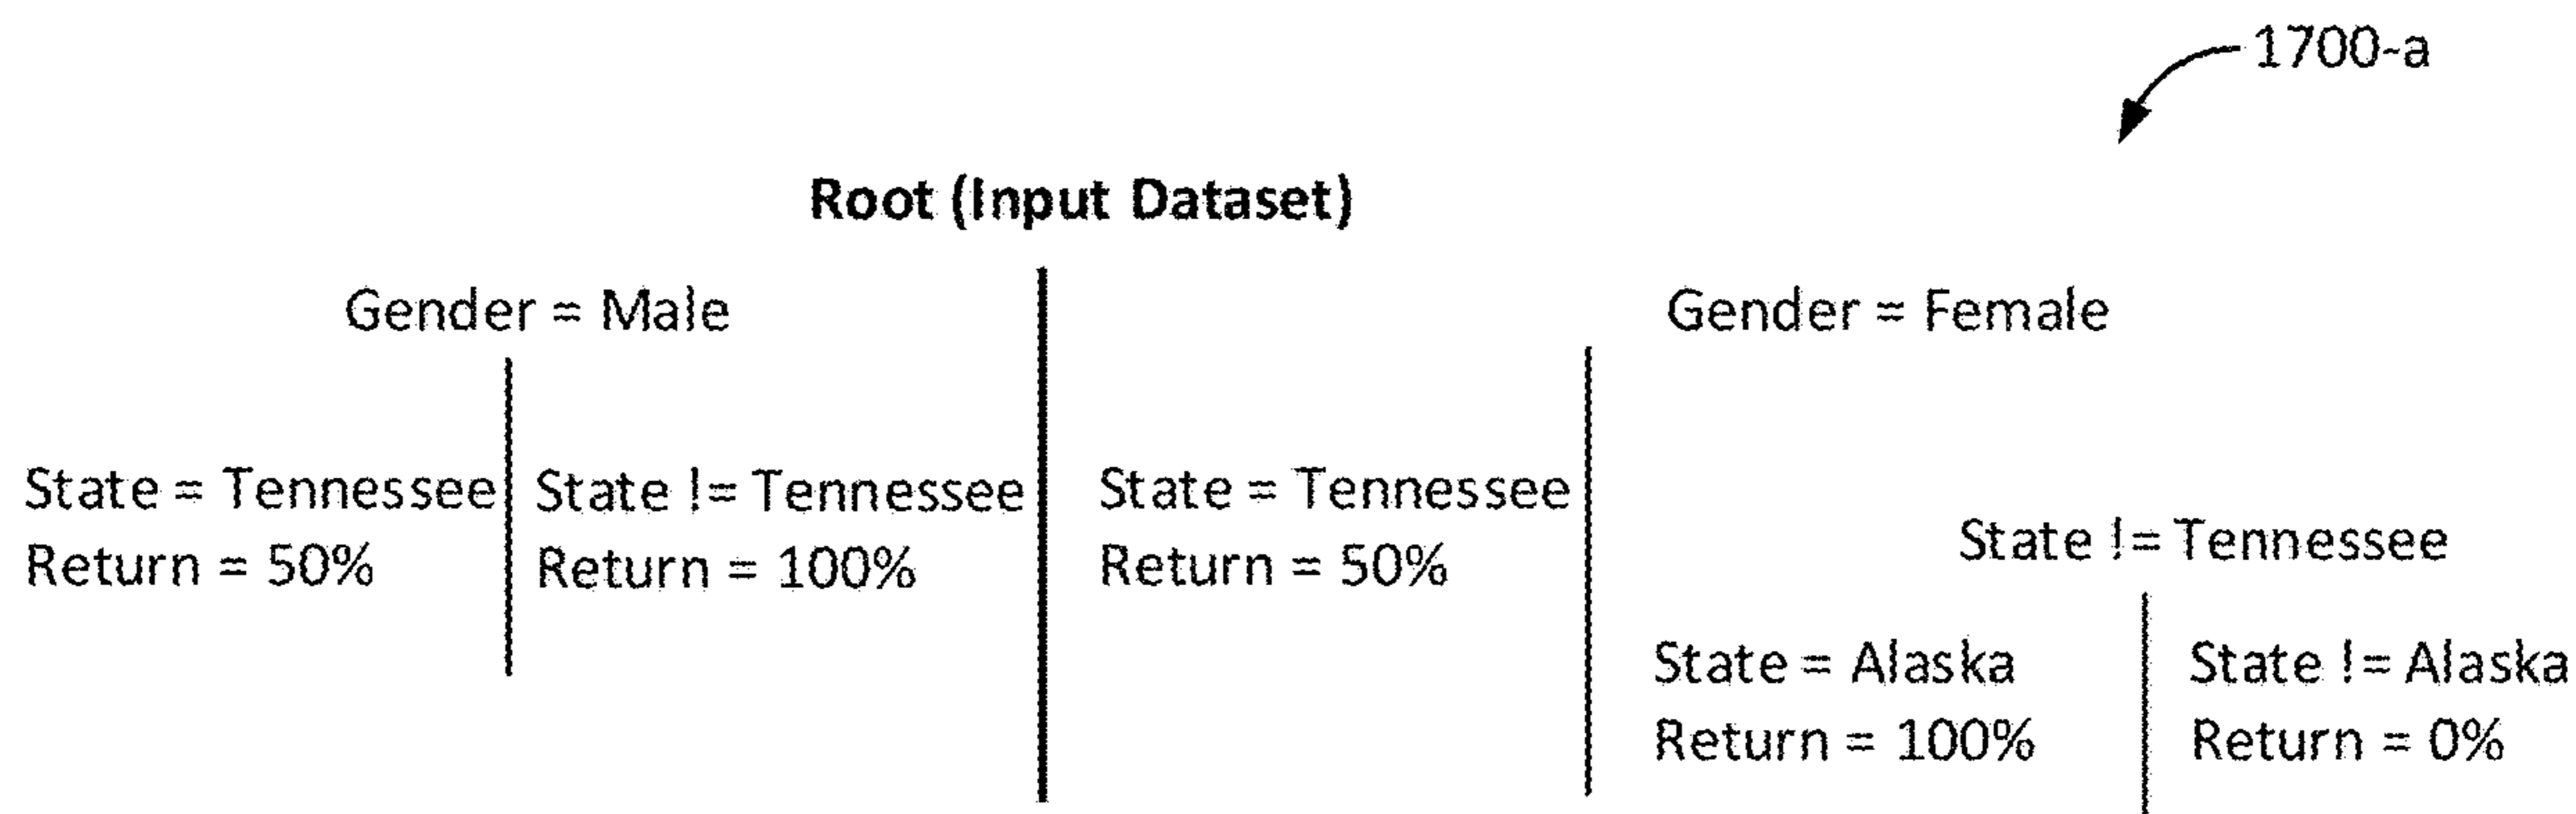 1700-a
Root (Input Dataset)
Gender = Male
Gender = Female
State = Tennessee
Return = 50%
State != Tennessee
Return = 100%
State = Tennessee
Return = 50%
State != Tennessee
State = Alaska
Return = 100%
State != Alaska
Return = 0%